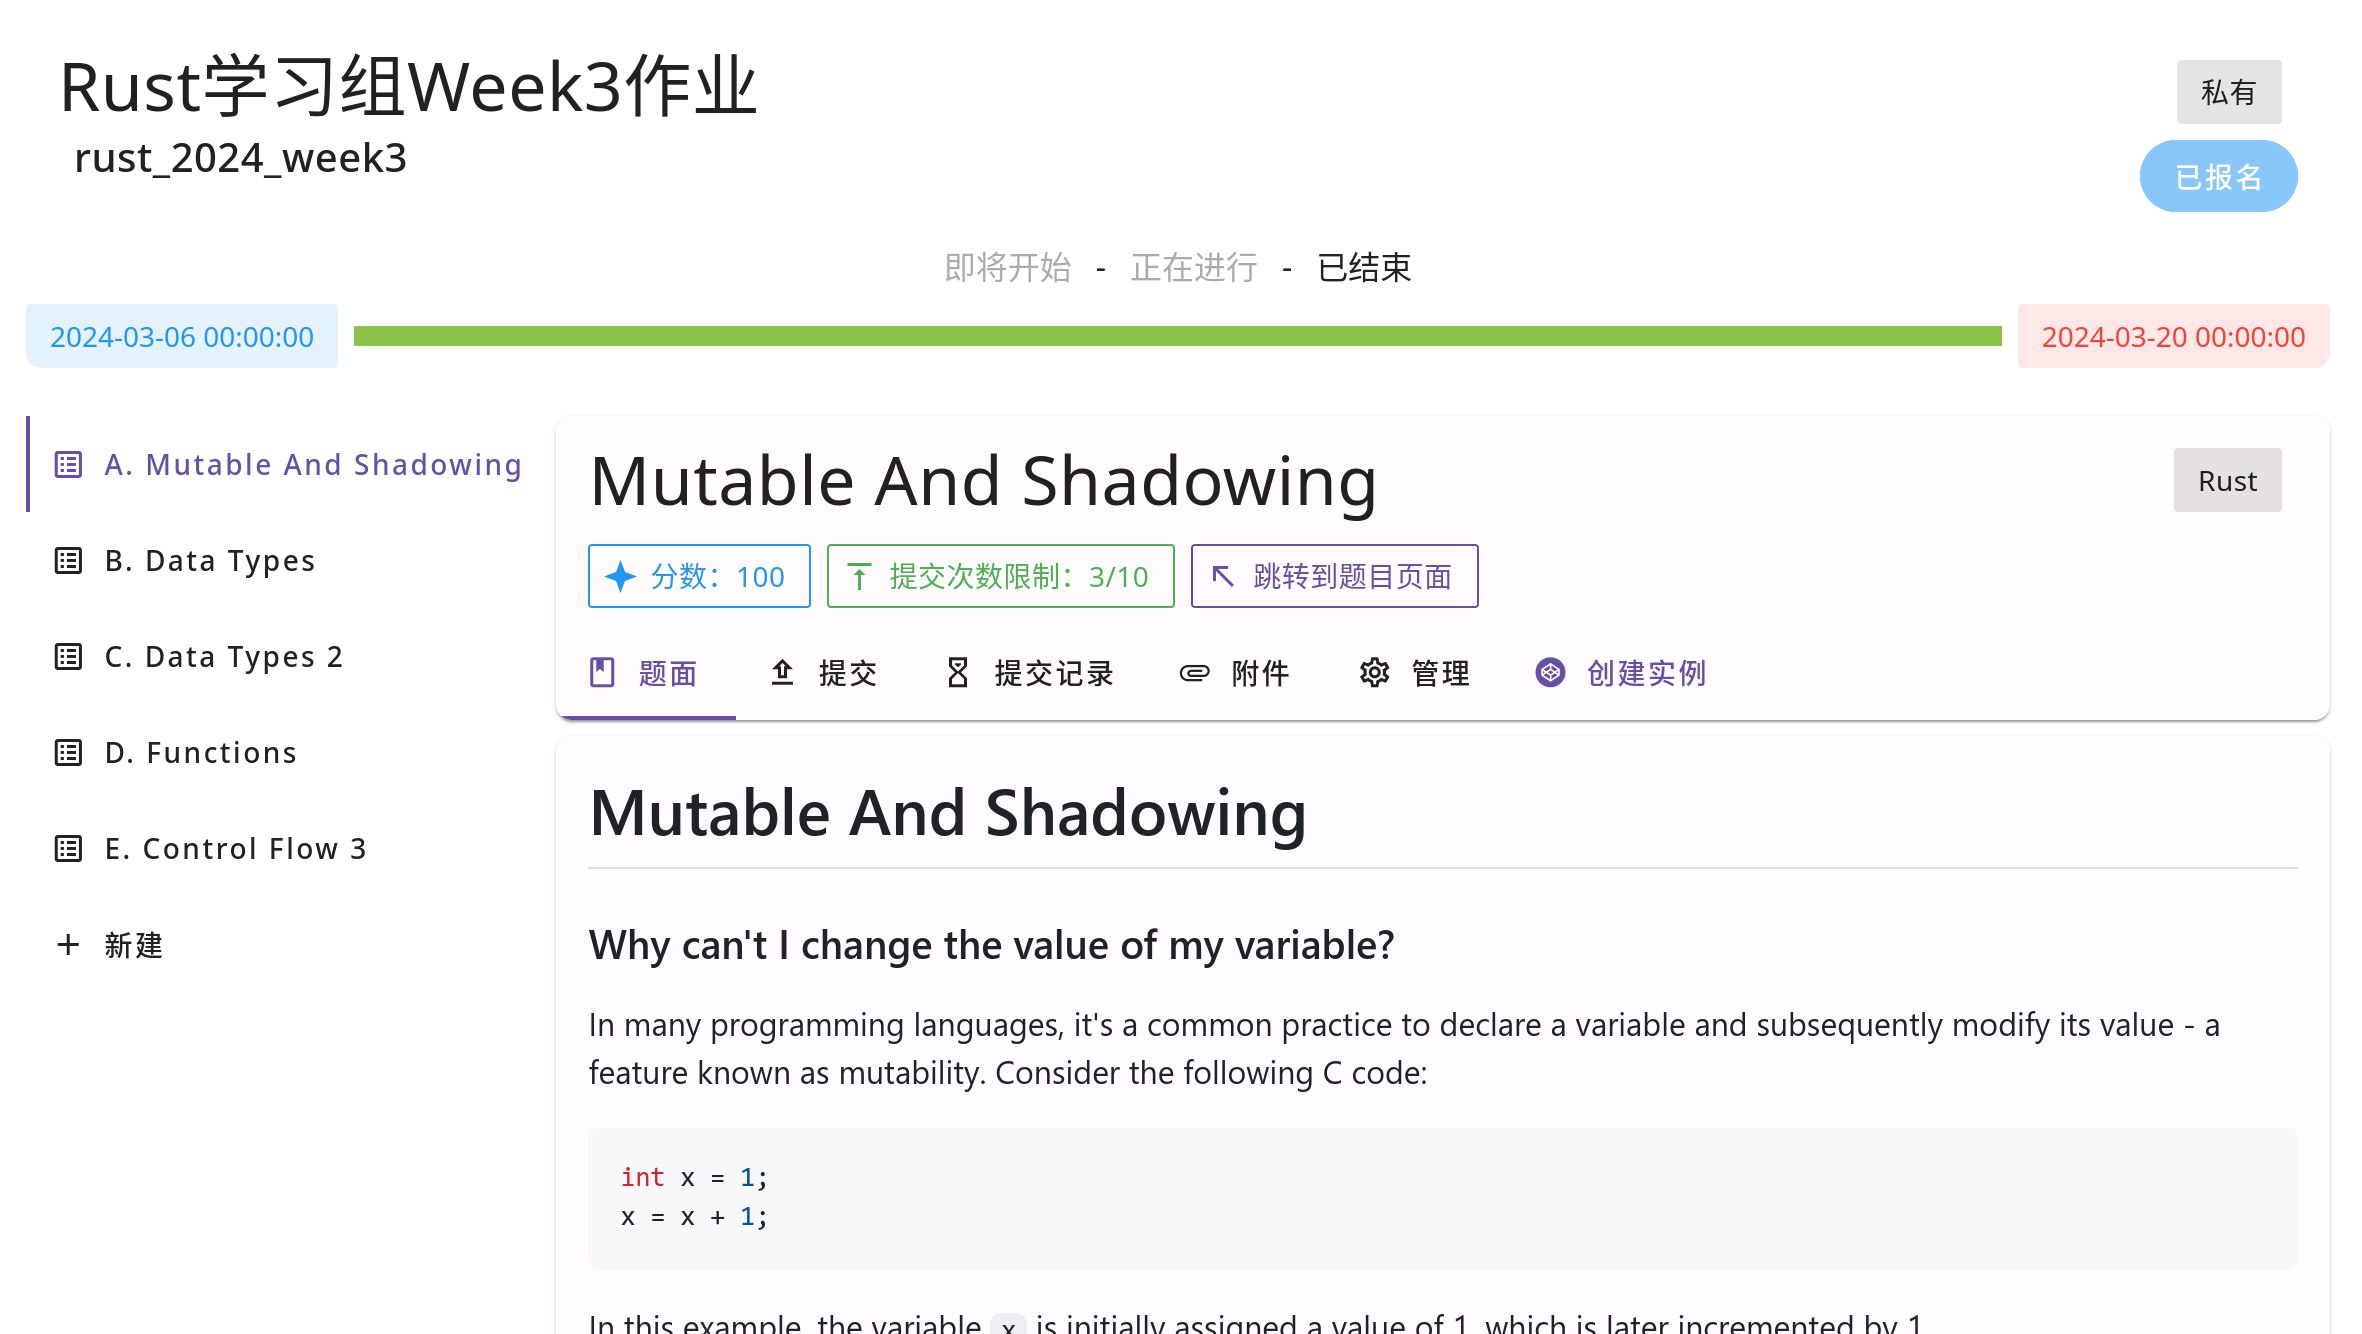 Rust学习组Week3作业
rust_2024_week3
私有
已报名
即将开始 - 正在进行 - 已结束
2024-03-06 00:00:00
2024-03-20 00:00:00
A. Mutable And Shadowing
B. Data Types
C. Data Types 2
D. Functions
E. Control Flow 3
新建
Mutable And Shadowing
Rust
分数：100
提交次数限制：3/10
跳转到题目页面
题面
提交
提交记录
附件
管理
创建实例
Mutable And Shadowing
Why can't I change the value of my variable?
In many programming languages, it's a common practice to declare a variable and subsequently modify its value - a
feature known as mutability. Consider the following C code:
int x = 1;
x = x + 1;
In this example, the variable x is initially assigned a value of 1, which is later incremented by 1